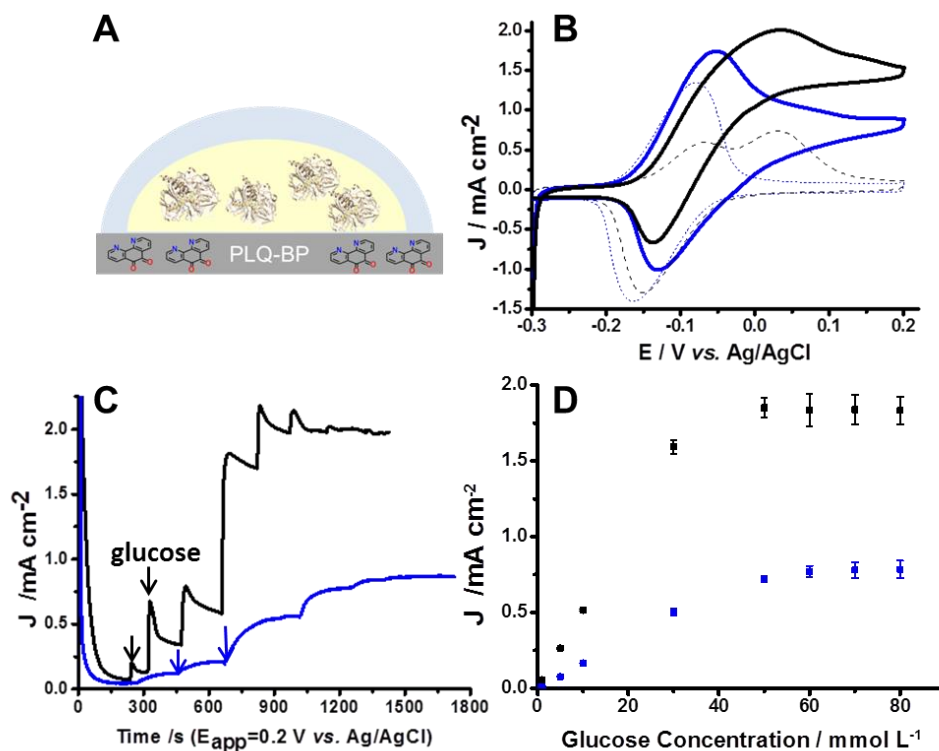 A
N N N N N N N N
PLQ-BP
O O O O O O O O
B
J / mA cm-2
2.0
1.5
1.0
0.5
0.0
-0.5
-1.0
-1.5
-0.3 -0.2 -0.1 0.0 0.1 0.2
E / V vs. Ag/AgCl
C
J /mA cm-2
2.0
1.5
1.0
0.5
0.0
glucose
0 300 600 900 1200 1500 1800
Time /s (Eapp=0.2 V vs. Ag/AgCl)
D
J /mA cm-2
2.0
1.5
1.0
0.5
0.0
0 20 40 60 80
Glucose Concentration / mmol L-1